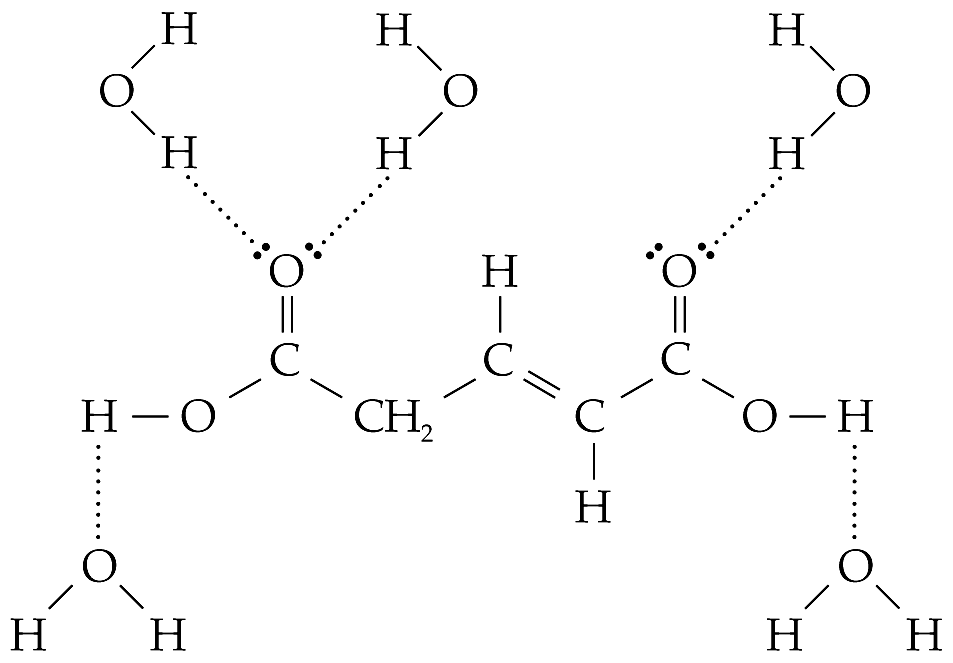 H H H
O O O
H H H
O H O
C C C
H O CH₂ C O H
H
O O
H H H H